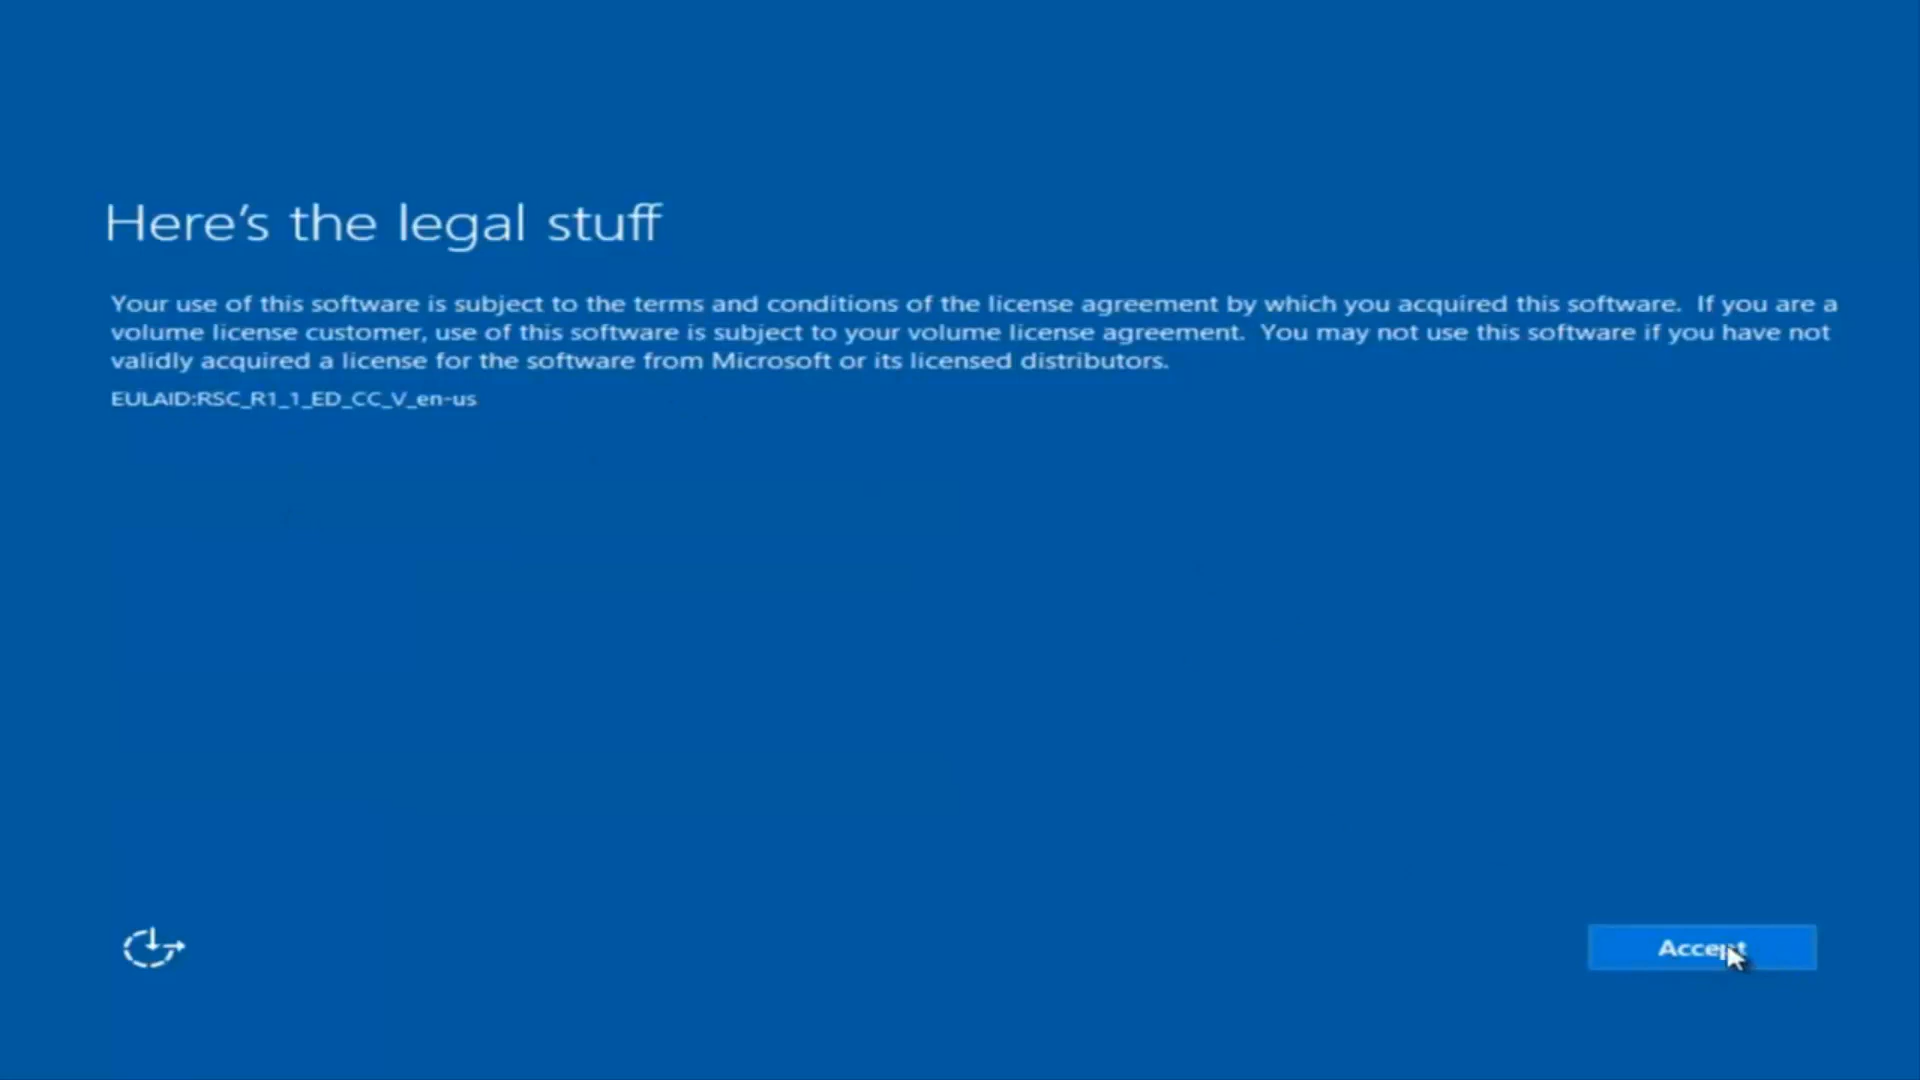 Here's the legal stuff
Your use of this software is subject to the terms and conditions of the license agreement by which you acquired this software.  If you are a
volume license customer, use of this software is subject to your volume license agreement.  You may not use this software if you have not
validly acquired a license for the software from Microsoft or its licensed distributors.
EULAID:RSC_R1_1_ED_CC_V_en-us
Accept